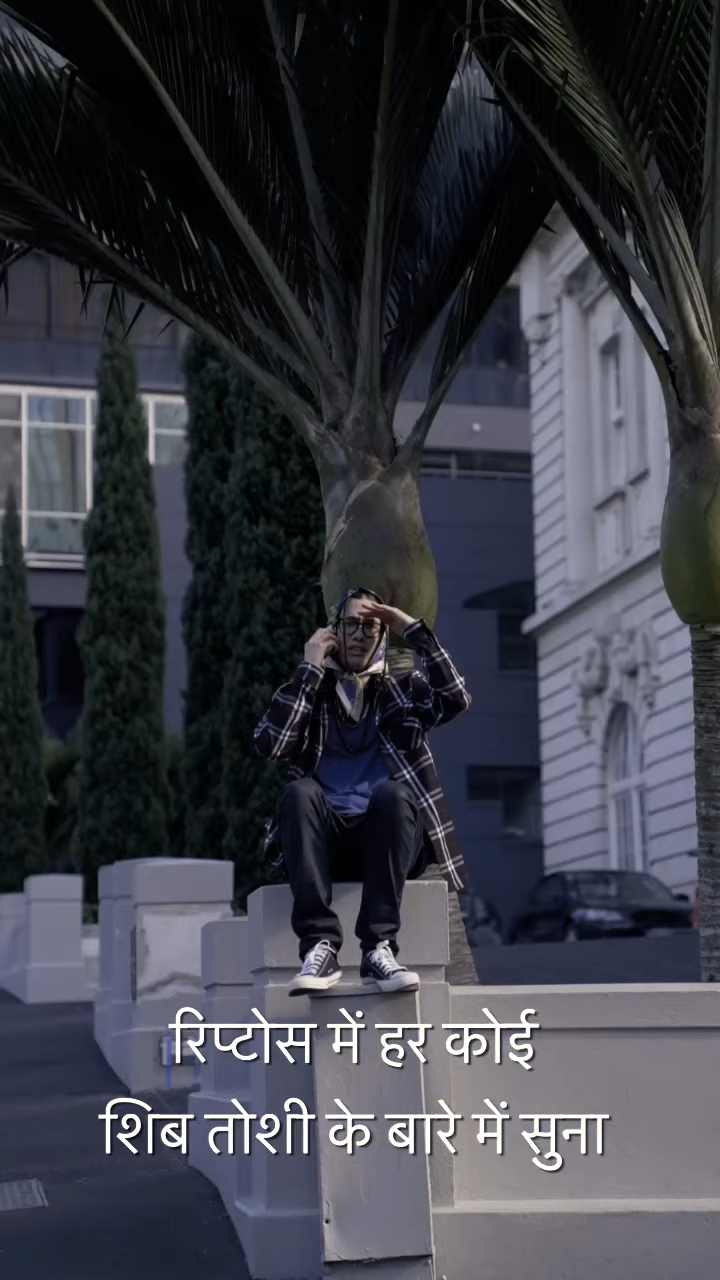 रिप्टोस में हर कोई
शिब तोशी के बारे में सुना